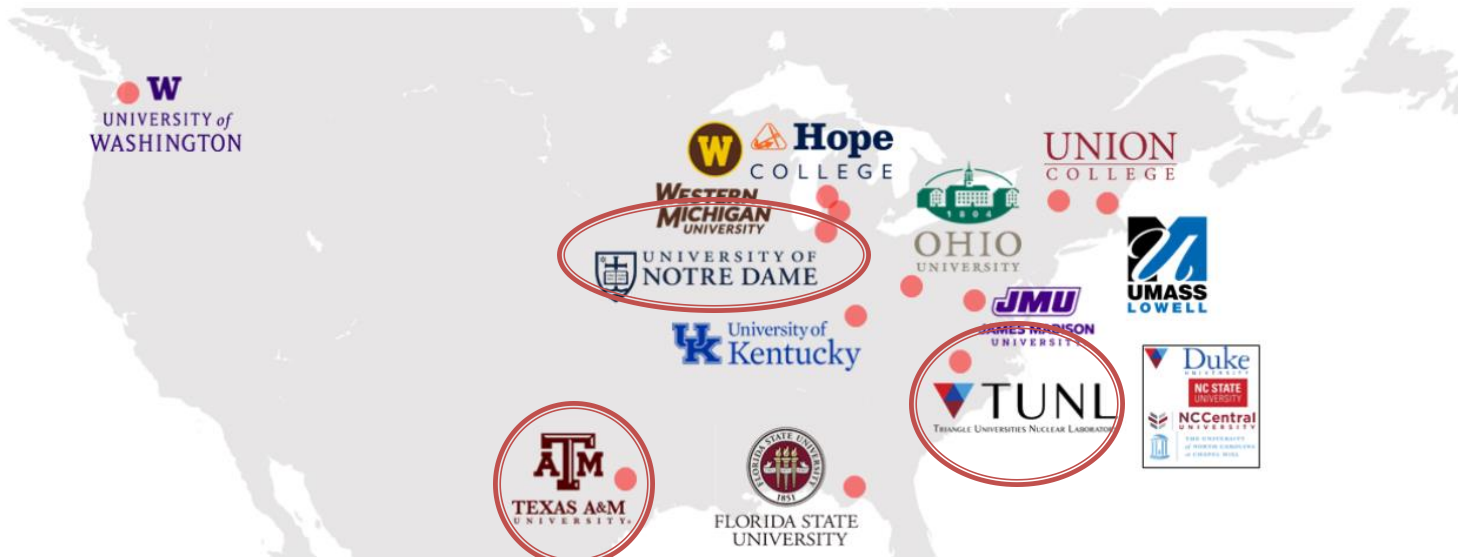 W
UNIVERSITY of
WASHINGTON
W
WESTERN
MICHIGAN
UNIVERSITY
Hope
COLLEGE
UNIVERSITY OF
NOTRE DAME
UK
University of
Kentucky
1804
OHIO
UNIVERSITY
UNION
COLLEGE
UMASS
LOWELL
JMU
JAMES MADISON
UNIVERSITY
TUNL
TRIANGLE UNIVERSITIES NUCLEAR LABORATORY
Duke
UNIVERSITY
NC STATE
UNIVERSITY
NCCentral
UNIVERSITY
THE UNIVERSITY
of NORTH CAROLINA
at CHAPEL HILL
ATM
TEXAS A&M
UNIVERSITY
FLORIDA STATE UNIVERSITY
1851
FLORIDA STATE
UNIVERSITY